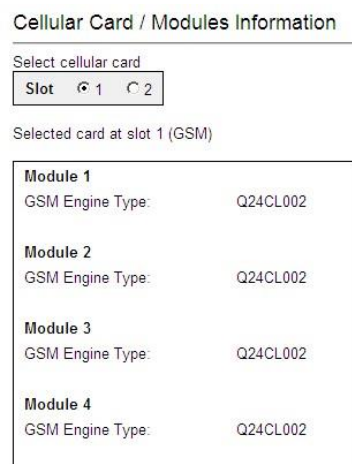 Cellular Card / Modules Information
Select cellular card
Slot 1 2
Selected card at slot 1 (GSM)
Module 1
GSM Engine Type: Q24CL002
Module 2
GSM Engine Type: Q24CL002
Module 3
GSM Engine Type: Q24CL002
Module 4
GSM Engine Type: Q24CL002